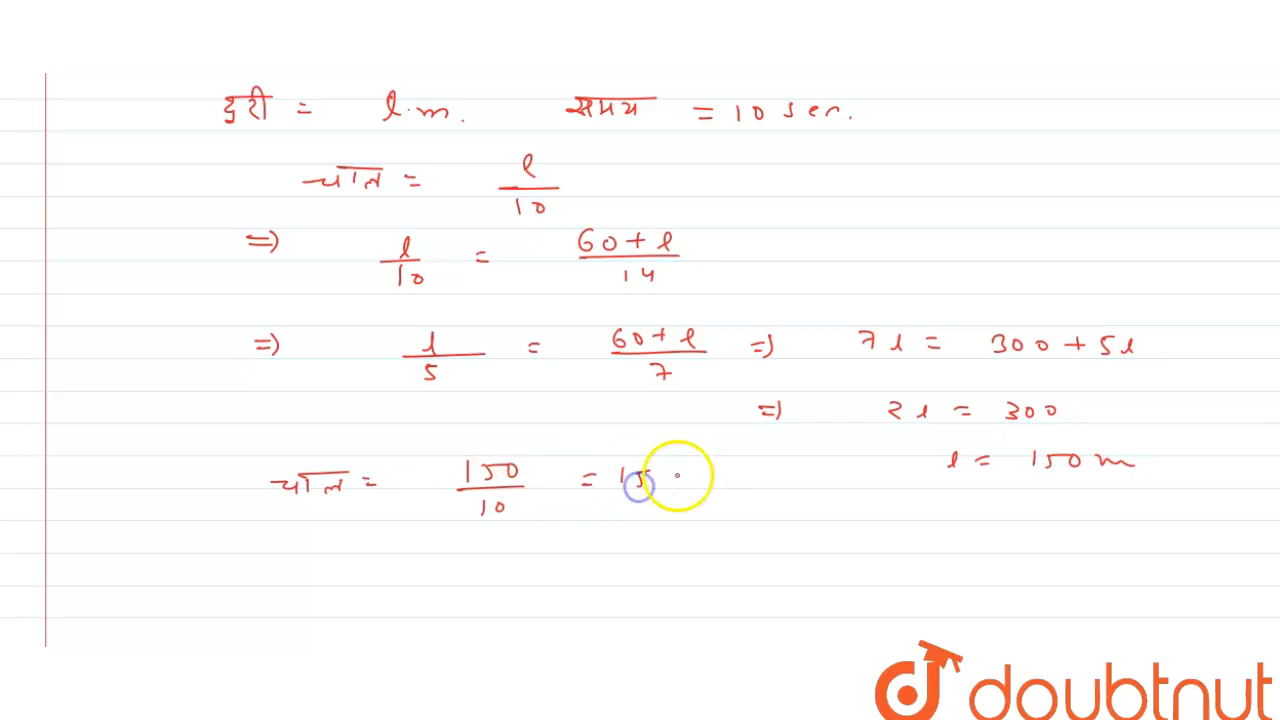 दुरी = l.m. समय = 10 sec.
चाल = l/10
=> l/10 = 60+l/14
=> l/5 = 60+l/7 => 7l = 300+5l
=> 2l = 300
l = 150 m
चाल = 150/10 = 15
doubtnut